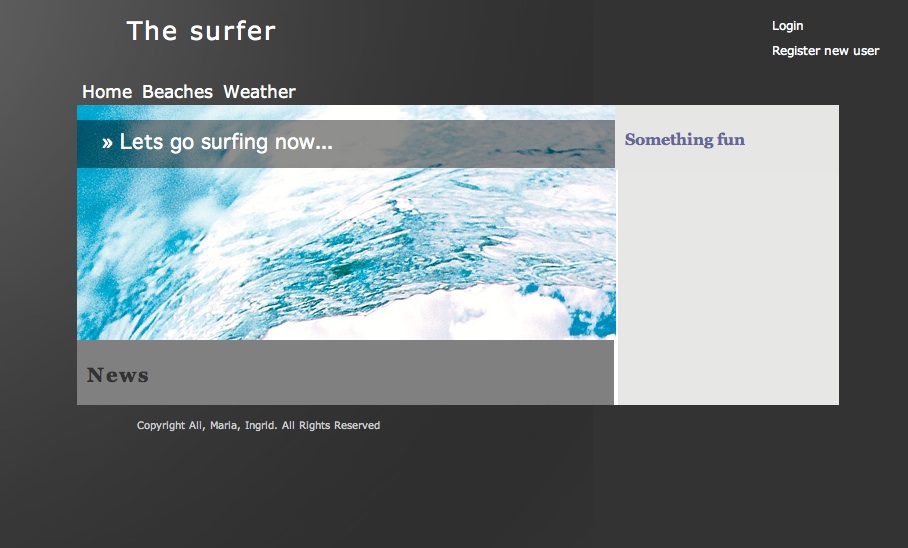 The surfer
Login
Register new user
Home Beaches Weather
» Lets go surfing now...
Something fun
News
Copyright Ali, Maria, Ingrid. All Rights Reserved